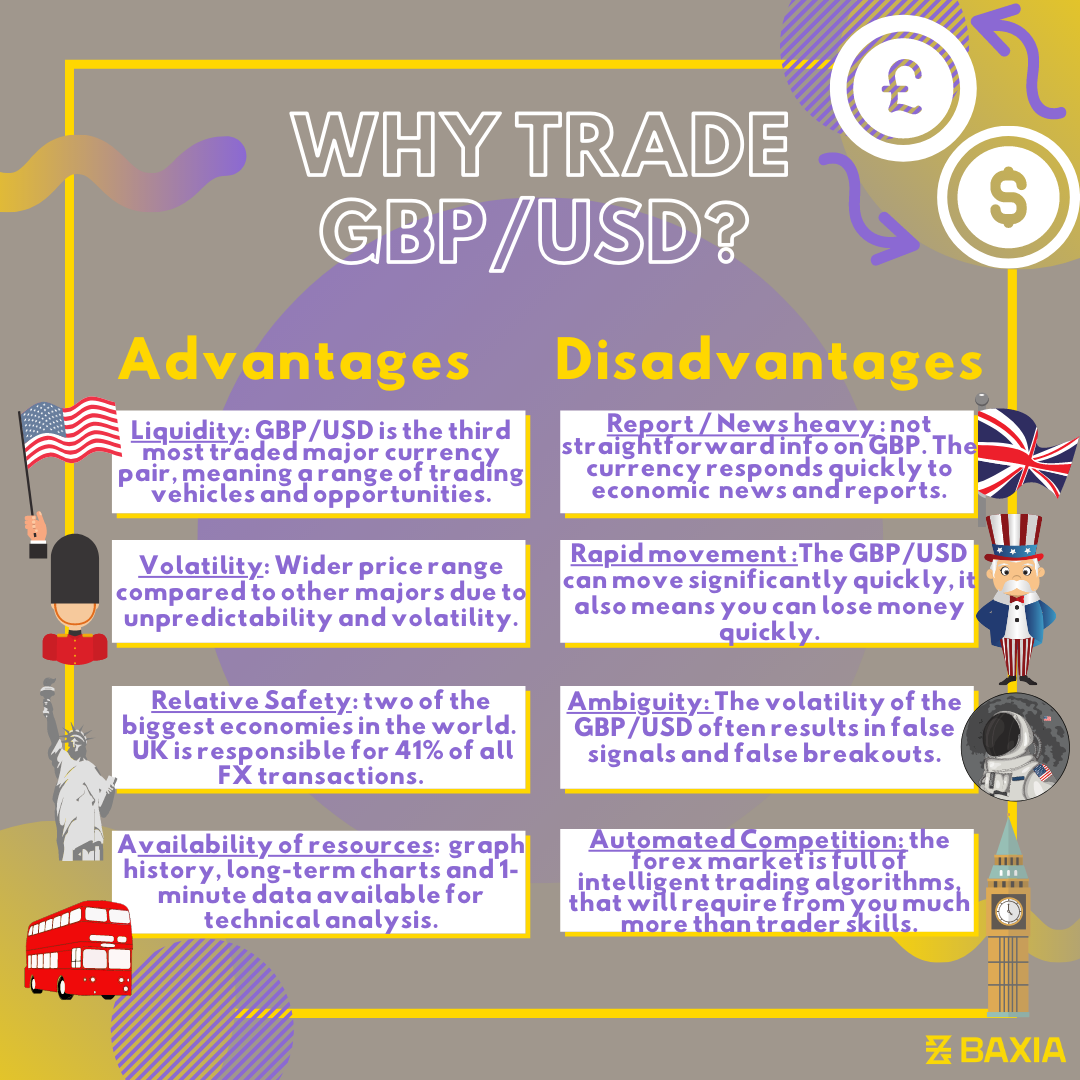 WHY TRADE
GBP/USD?
Advantages
Liquidity: GBP/USD is the third
most traded major currency
pair, meaning a range of trading
vehicles and opportunities.
Volatility: Wider price range
compared to other majors due to
unpredictability and volatility.
Relative Safety: two of the
biggest economies in the world.
UK is responsible for 41% of all
FX transactions.
Availability of resources: graph
history, long-term charts and 1-
minute data available for
technical analysis.
Disadvantages
Report / News heavy : not
straightforward info on GBP. The
currency responds quickly to
economic news and reports.
Rapid movement :The GBP/USD
can move significantly quickly, it
also means you can lose money
quickly.
Ambiguity: The volatility of the
GBP/USD often results in false
signals and false breakouts.
Automated Competition: the
forex market is full of
intelligent trading algorithms,
that will require from you much
more than trader skills.
£
$
BAXIA